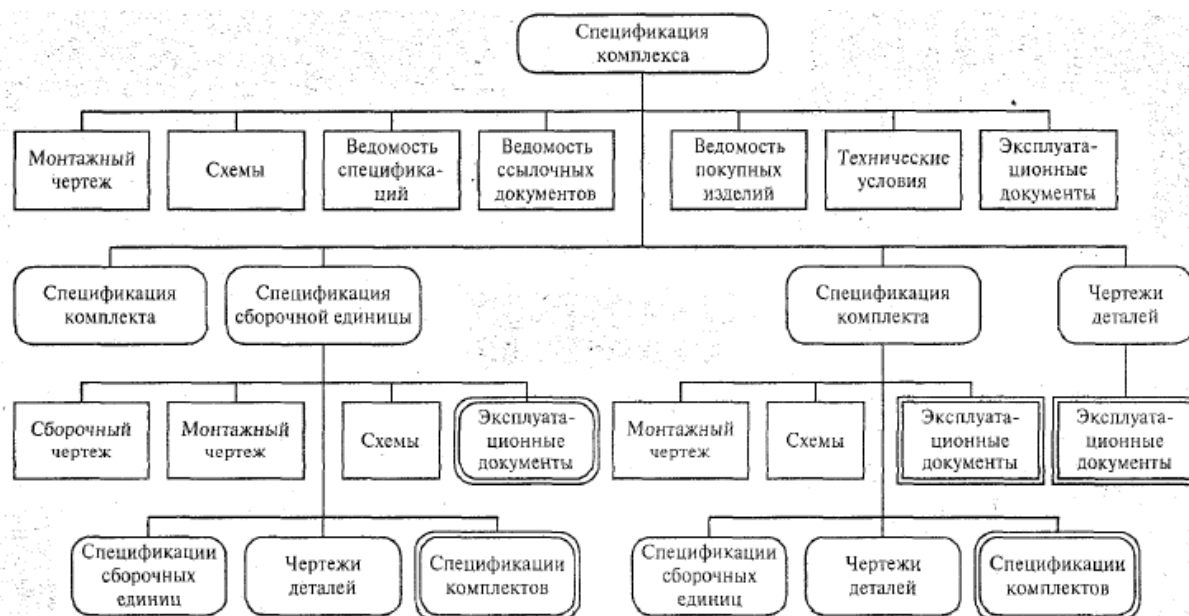 Спецификация
комплекса
Монтажный
чертеж
Схемы
Ведомость
специфика-
ций
Ведомость
ссылочных
документов
Ведомость
покупных
изделий
Технические
условия
Эксплуата-
ционные
документы
Спецификация
комплекта
Спецификация
сборочной единицы
Спецификация
комплекта
Чертежи
деталей
Сборочный
чертеж
Монтажный
чертеж
Схемы
Эксплуата-
ционные
документы
Монтажный
чертеж
Схемы
Эксплуата-
ционные
документы
Эксплуата-
ционные
документы
Спецификации
сборочных
единиц
Чертежи
деталей
Спецификации
комплектов
Спецификации
сборочных
единиц
Чертежи
деталей
Спецификации
комплектов